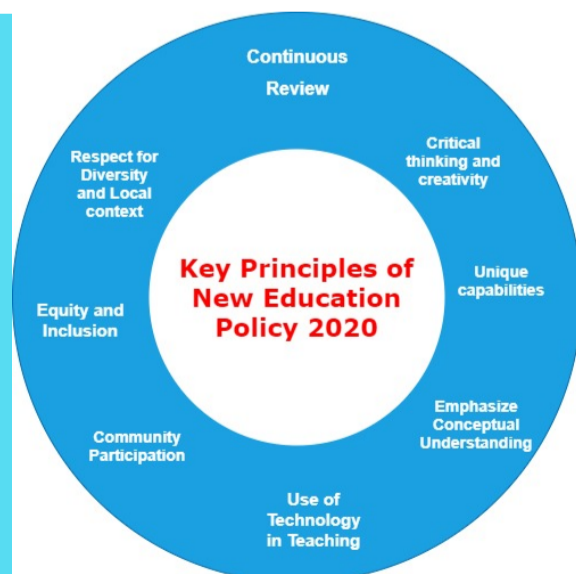 Continuous
Review
Critical
thinking and
creativity
Unique
capabilities
Emphasize
Conceptual
Understanding
Use of
Technology
in Teaching
Community
Participation
Equity and
Inclusion
Respect for
Diversity
and Local
context
Key Principles of
New Education
Policy 2020